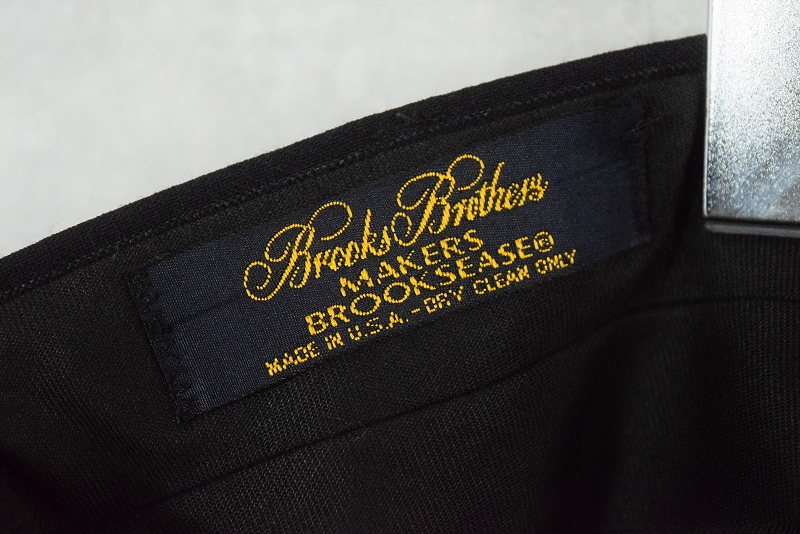 Brooks Brothers
MAKERS
BROOKSEASE®
MADE IN U.S.A. - DRY CLEAN ONLY